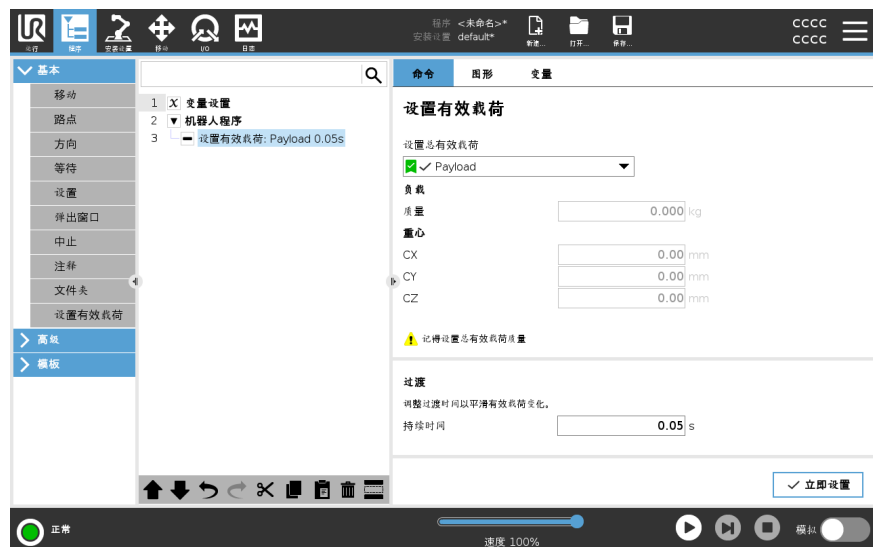 UR
运行
程序
安装设置
移动
I/O
日志
程序 <未命名>*
安装设置 default*
新建...
打开...
保存...
CCCC
CCCC
基本
移动
路点
方向
等待
设置
弹出窗口
中止
注释
文件夹
设置有效载荷
高级
模板
1 X 变量设置
2 机器人程序
3 设置有效载荷: Payload 0.05s
命令
图形
变量
设置有效载荷
设置总有效载荷
Payload
负载
质量 0.000 kg
重心
CX 0.00 mm
CY 0.00 mm
CZ 0.00 mm
记得设置总有效载荷质量
过渡
调整过渡时间以平滑有效载荷变化。
持续时间 0.05 s
立即设置
正常
速度 100%
模拟